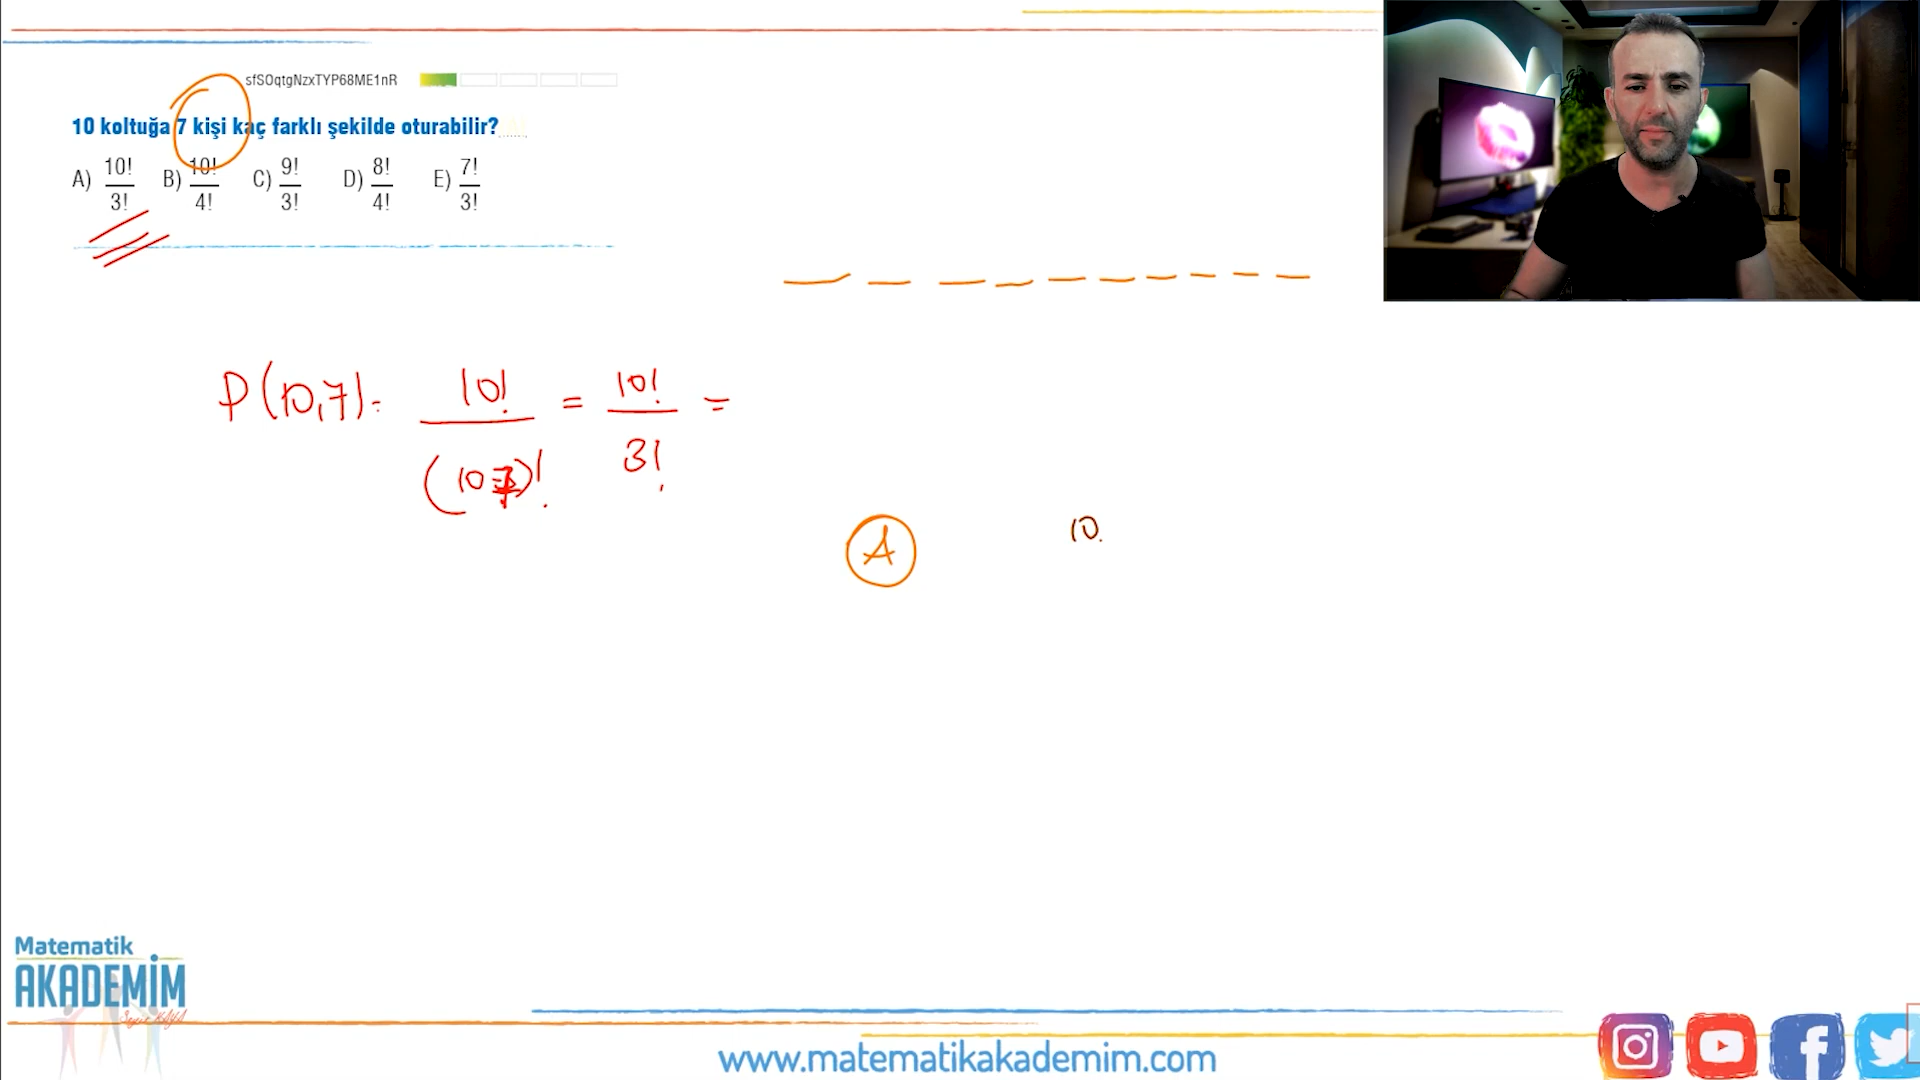 sfSOqtgNzxTYP68ME1nR
10 koltuğa 7 kişi kaç farklı şekilde oturabilir?
A) 10!/3! B) 10!/4! C) 9!/3! D) 8!/4! E) 7!/3!
P(10,7) = 10!/(10-7)! = 10!/3! =
A
10.
Matematik
AKADEMİM
www.matematikakademim.com